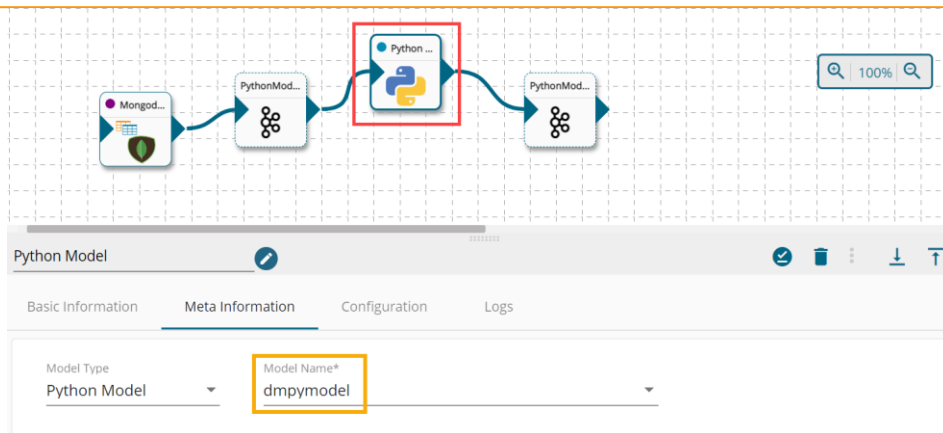 Python ...
PythonMod...
PythonMod...
Mongod...
100%
Python Model
Basic Information
Meta Information
Configuration
Logs
Model Type
Model Name*
Python Model
dmpymodel